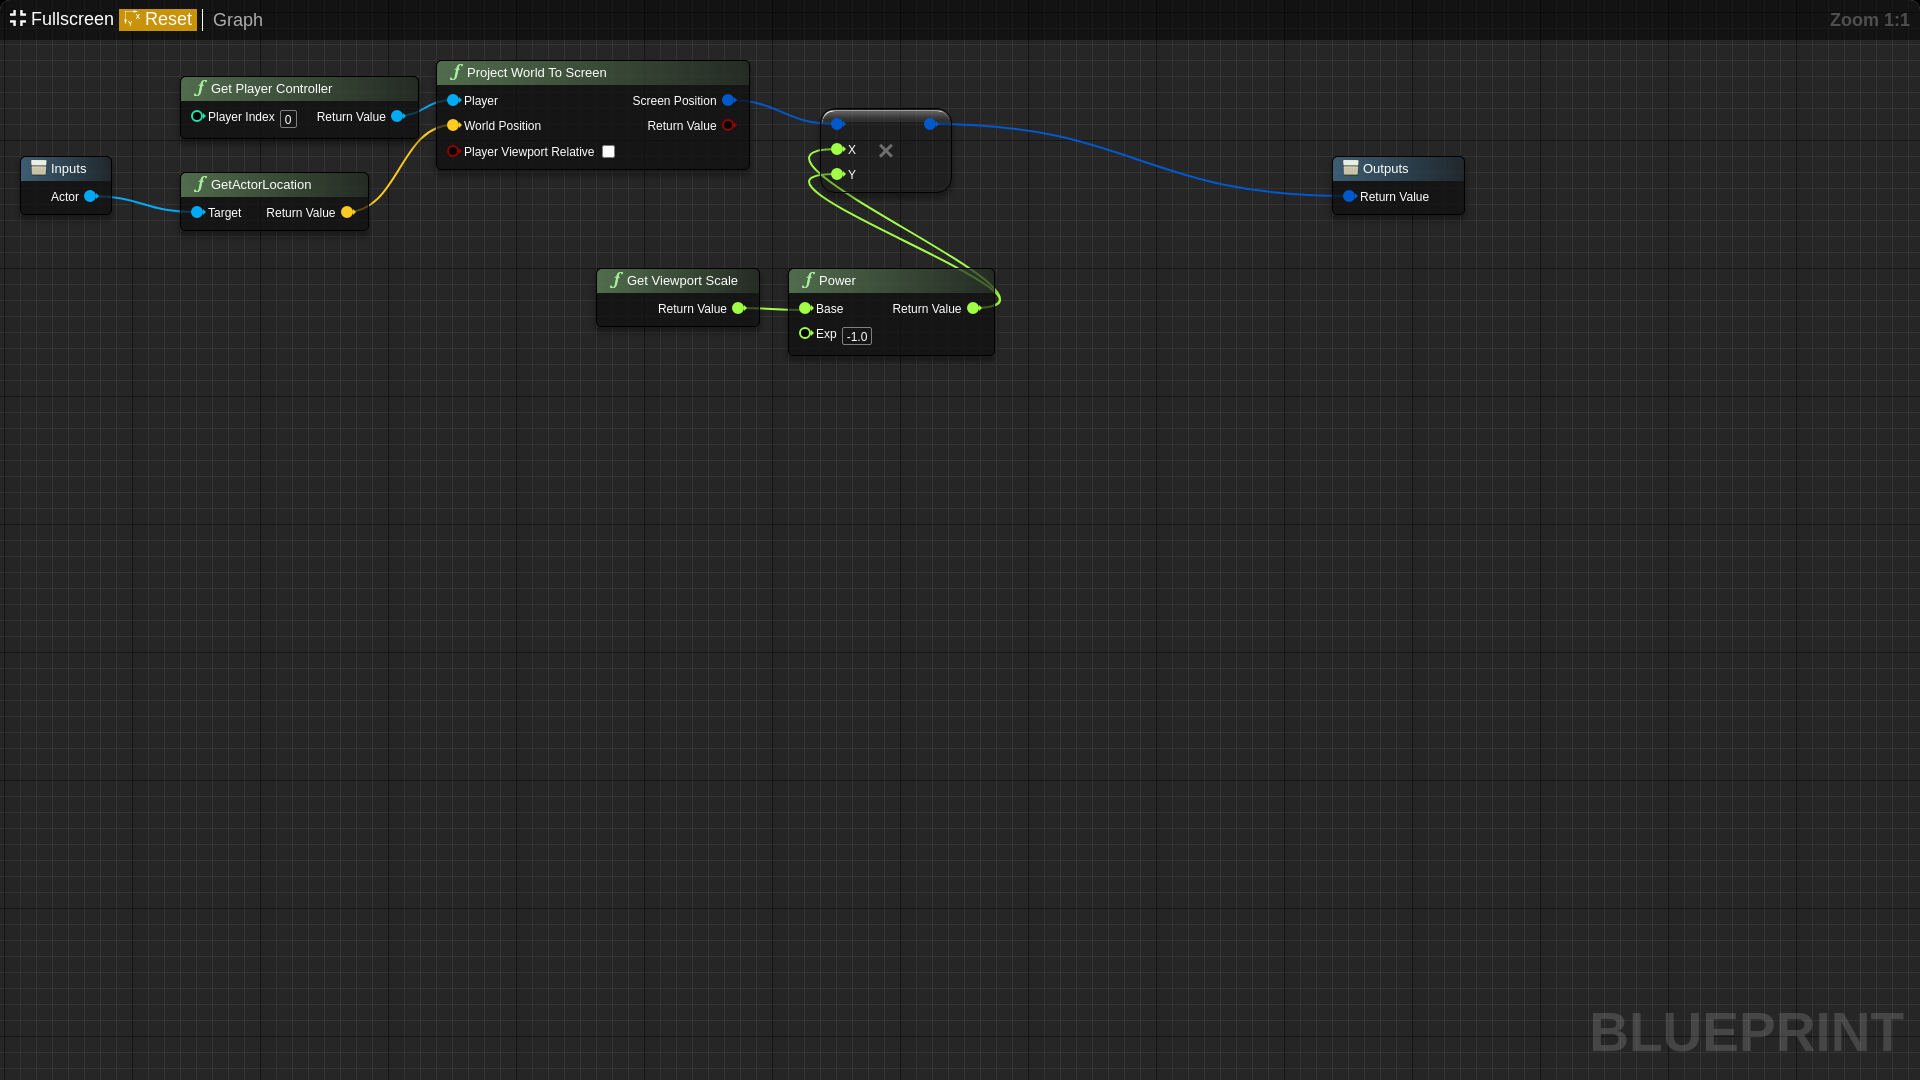 Fullscreen Reset Graph
Zoom 1:1
Get Player Controller
Player Index 0 Return Value
Project World To Screen
Player Screen Position
World Position Return Value
Player Viewport Relative
Inputs
Actor
GetActorLocation
Target Return Value
X
Y
Outputs
Return Value
Get Viewport Scale
Return Value
Power
Base Return Value
Exp -1.0
BLUEPRINT